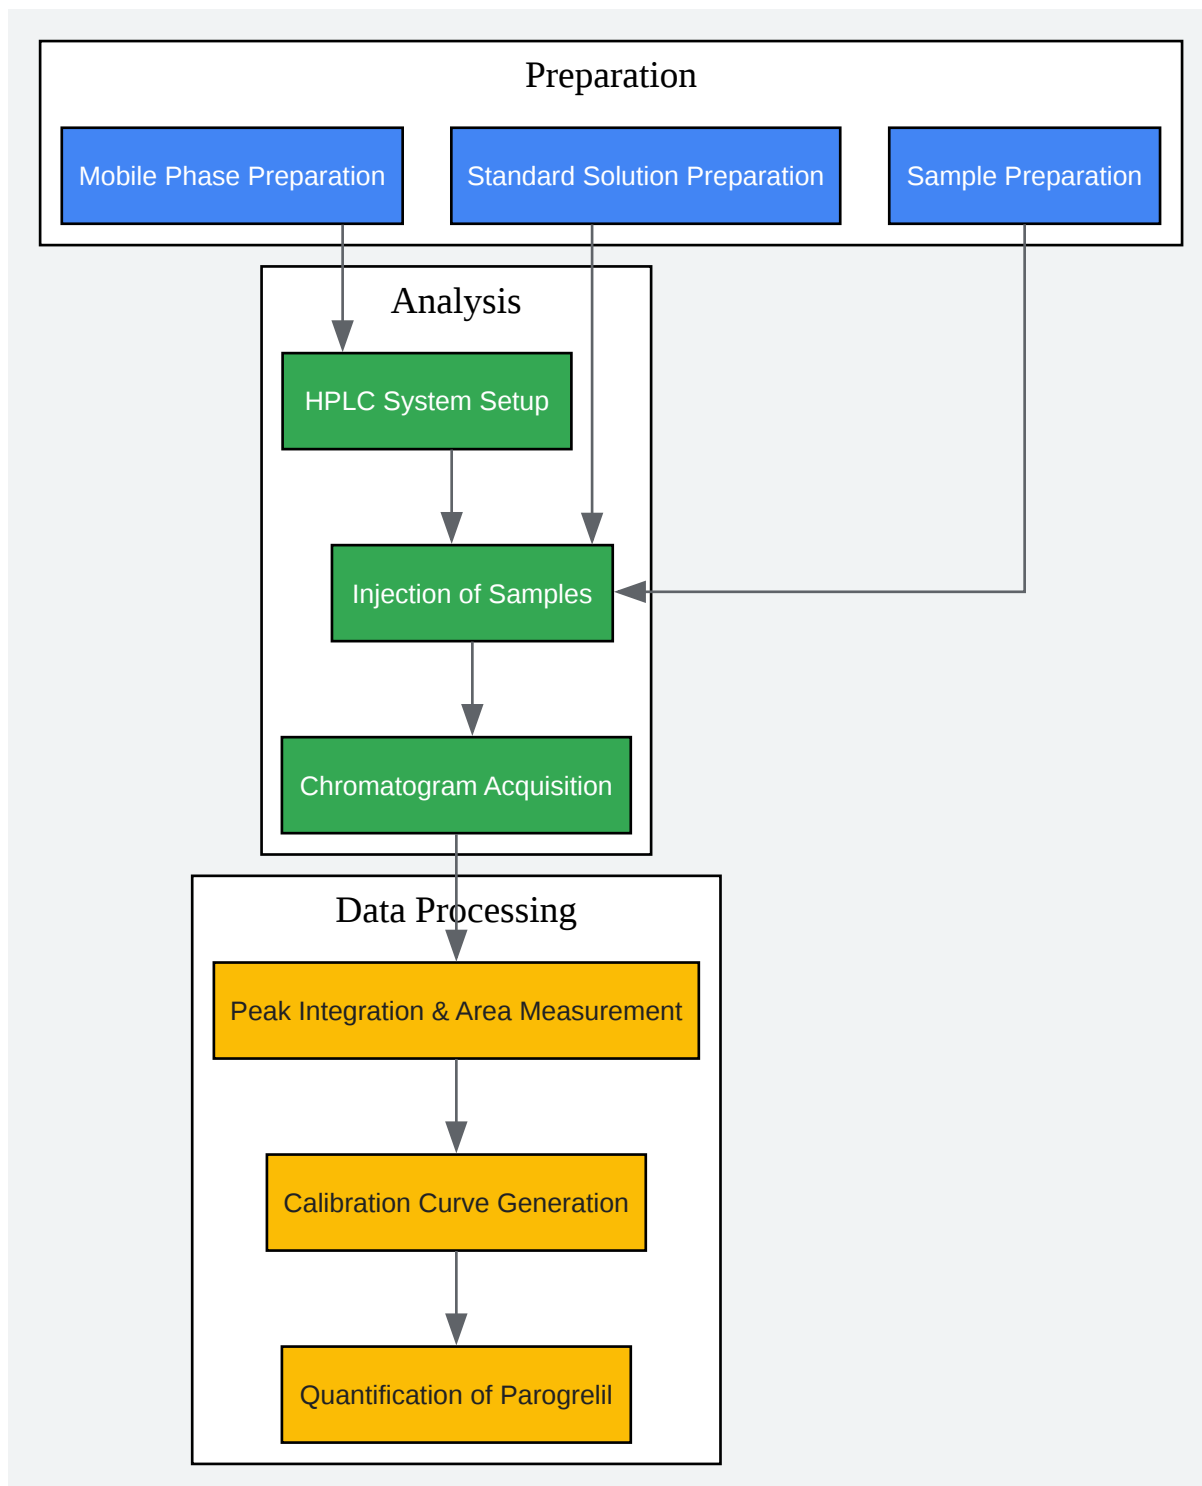 Preparation
Mobile Phase Preparation
Standard Solution Preparation
Sample Preparation
Analysis
HPLC System Setup
Injection of Samples
Chromatogram Acquisition
Data Processing
Peak Integration & Area Measurement
Calibration Curve Generation
Quantification of Parogrelil